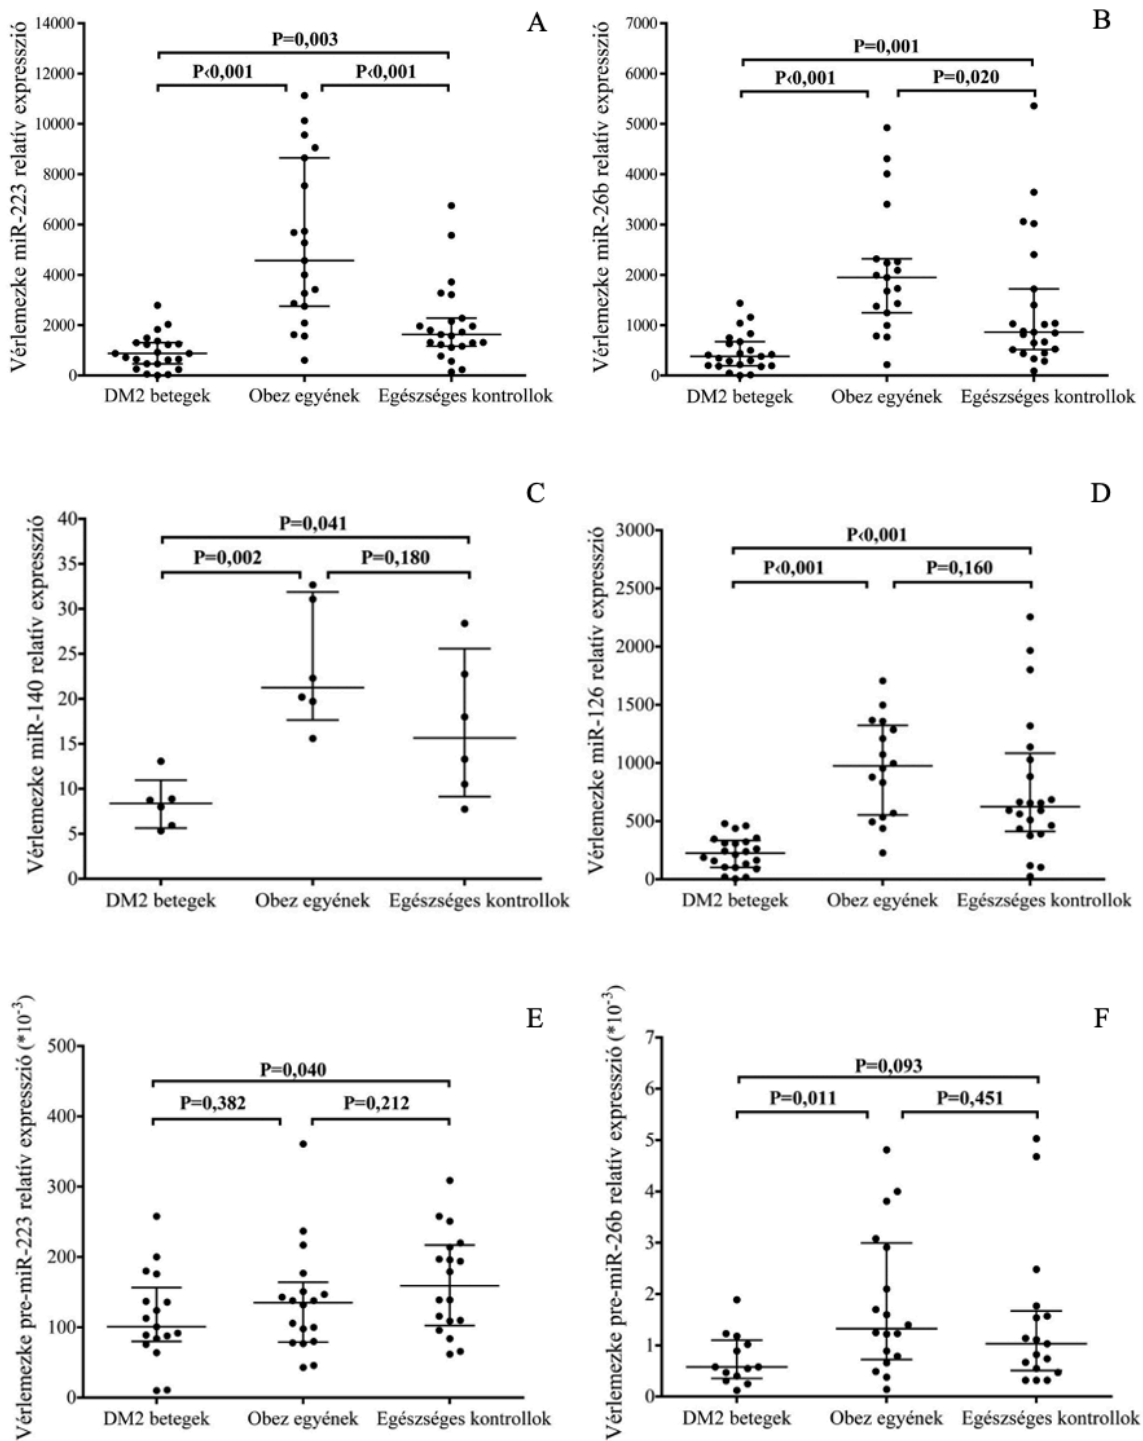 A
Vérlemezke miR-223 relatív expresszió
14000
12000
10000
8000
6000
4000
2000
0
P=0,003
P<0,001 P<0,001
DM2 betegek Obez egyének Egészséges kontrollok
B
Vérlemezke miR-26b relatív expresszió
7000
6000
5000
4000
3000
2000
1000
0
P=0,001
P<0,001 P=0,020
DM2 betegek Obez egyének Egészséges kontrollok
C
Vérlemezke miR-140 relatív expresszió
40
35
30
25
20
15
10
5
0
P=0,041
P=0,002 P=0,180
DM2 betegek Obez egyének Egészséges kontrollok
D
Vérlemezke miR-126 relatív expresszió
3000
2500
2000
1500
1000
500
0
P<0,001
P<0,001 P=0,160
DM2 betegek Obez egyének Egészséges kontrollok
E
Vérlemezke pre-miR-223 relatív expresszió (*10⁻³)
500
400
300
200
100
0
P=0,040
P=0,382 P=0,212
DM2 betegek Obez egyének Egészséges kontrollok
F
Vérlemezke pre-miR-26b relatív expresszió (*10⁻³)
7
6
5
4
3
2
1
0
P=0,093
P=0,011 P=0,451
DM2 betegek Obez egyének Egészséges kontrollok